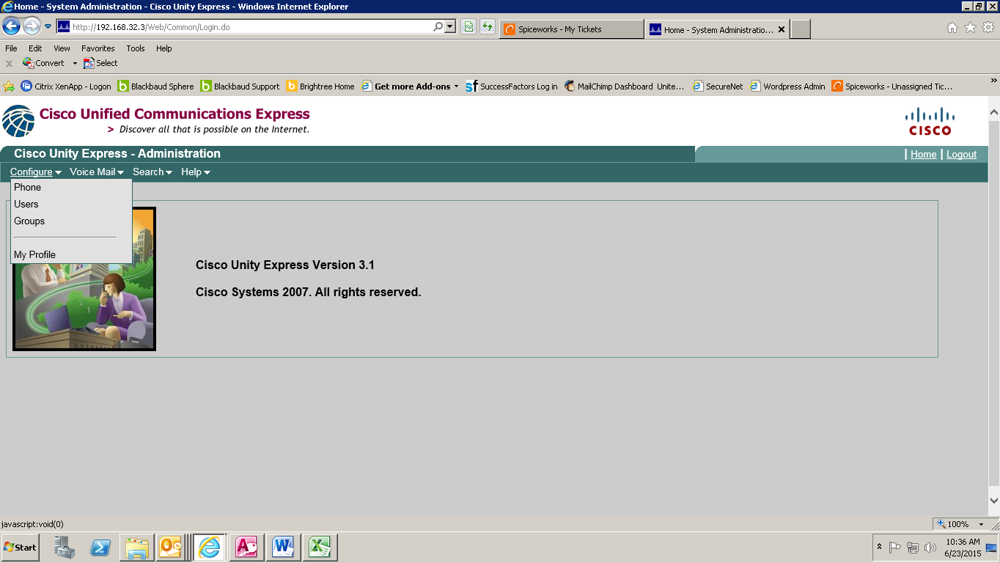 Home - System Administration - Cisco Unity Express - Windows Internet Explorer
http://192.168.32.3/Web/Common/Login.do
Spiceworks - My Tickets
Home - System Administratio...
File Edit View Favorites Tools Help
x Convert Select
Citrix XenApp - Logon Blackbaud Sphere Blackbaud Support Brightree Home Get more Add-ons SuccessFactors Log in MailChimp Dashboard Unite... SecureNet Wordpress Admin Spiceworks - Unassigned Tic... »
Cisco Unified Communications Express
> Discover all that is possible on the Internet.
CISCO
Cisco Unity Express - Administration
| Home | Logout
Configure Voice Mail Search Help
Phone
Users
Groups
My Profile
Cisco Unity Express Version 3.1
Cisco Systems 2007. All rights reserved.
javascript:void(0)
100%
Start
10:36 AM
6/23/2015